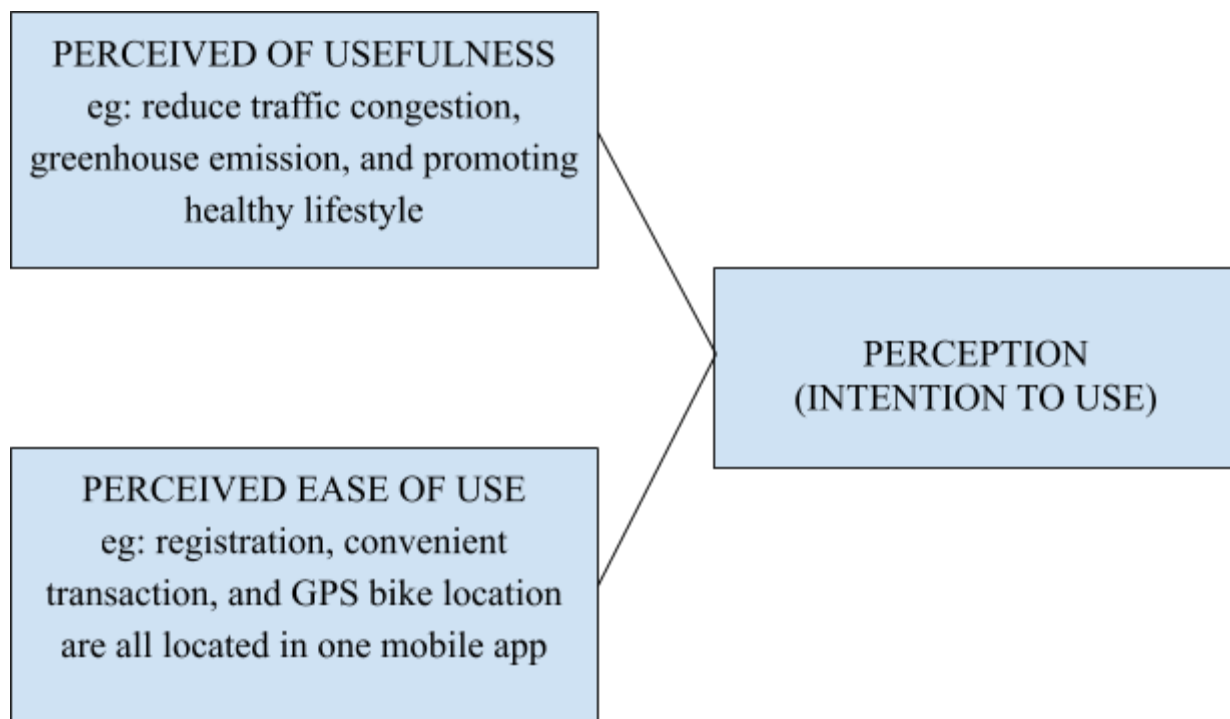 PERCEIVED OF USEFULNESS
eg: reduce traffic congestion,
greenhouse emission, and promoting
healthy lifestyle
PERCEPTION
(INTENTION TO USE)
PERCEIVED EASE OF USE
eg: registration, convenient
transaction, and GPS bike location
are all located in one mobile app